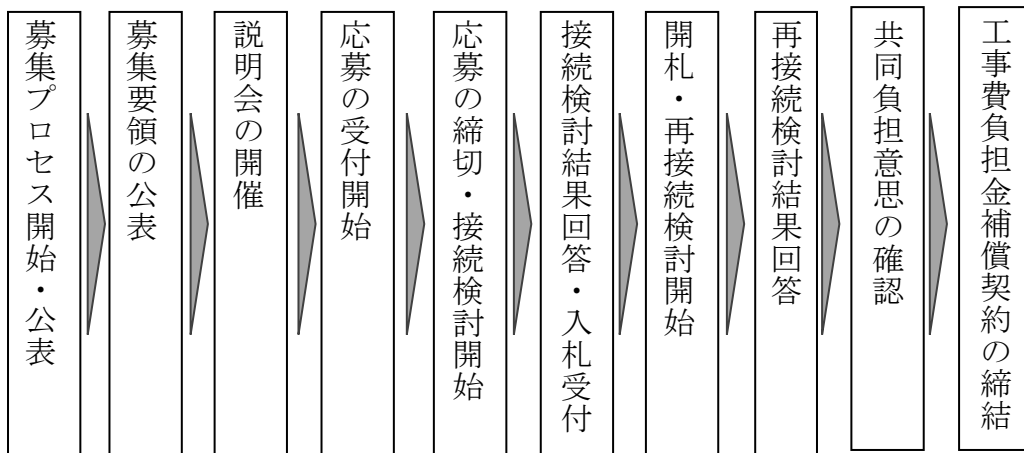 募集プロセス開始・公表
募集要領の公表
説明会の開催
応募の受付開始
応募の締切・接続検討開始
接続検討結果回答・入札受付
開札・再接続検討開始
再接続検討結果回答
共同負担意思の確認
工事費負担金補償契約の締結